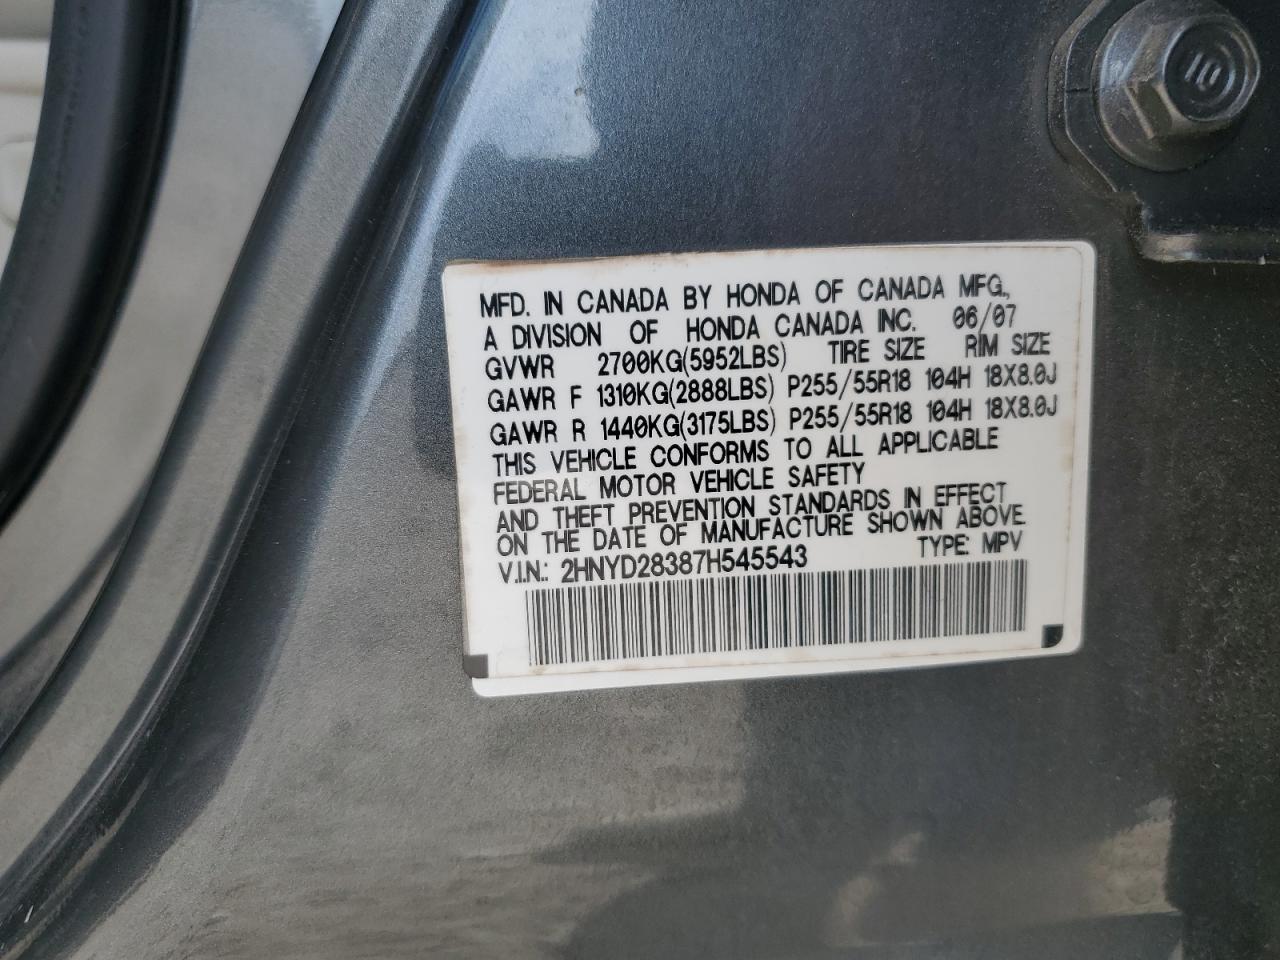 10
MFD. IN CANADA BY HONDA OF CANADA MFG.,
A DIVISION OF HONDA CANADA INC. 06/07
GVWR 2700KG(5952LBS) TIRE SIZE RIM SIZE
GAWR F 1310KG(2888LBS) P255/55R18 104H 18X8.0J
GAWR R 1440KG(3175LBS) P255/55R18 104H 18X8.0J
THIS VEHICLE CONFORMS TO ALL APPLICABLE
FEDERAL MOTOR VEHICLE SAFETY
AND THEFT PREVENTION STANDARDS IN EFFECT
ON THE DATE OF MANUFACTURE SHOWN ABOVE.
V.I.N.: 2HNYD28387H545543 TYPE: MPV